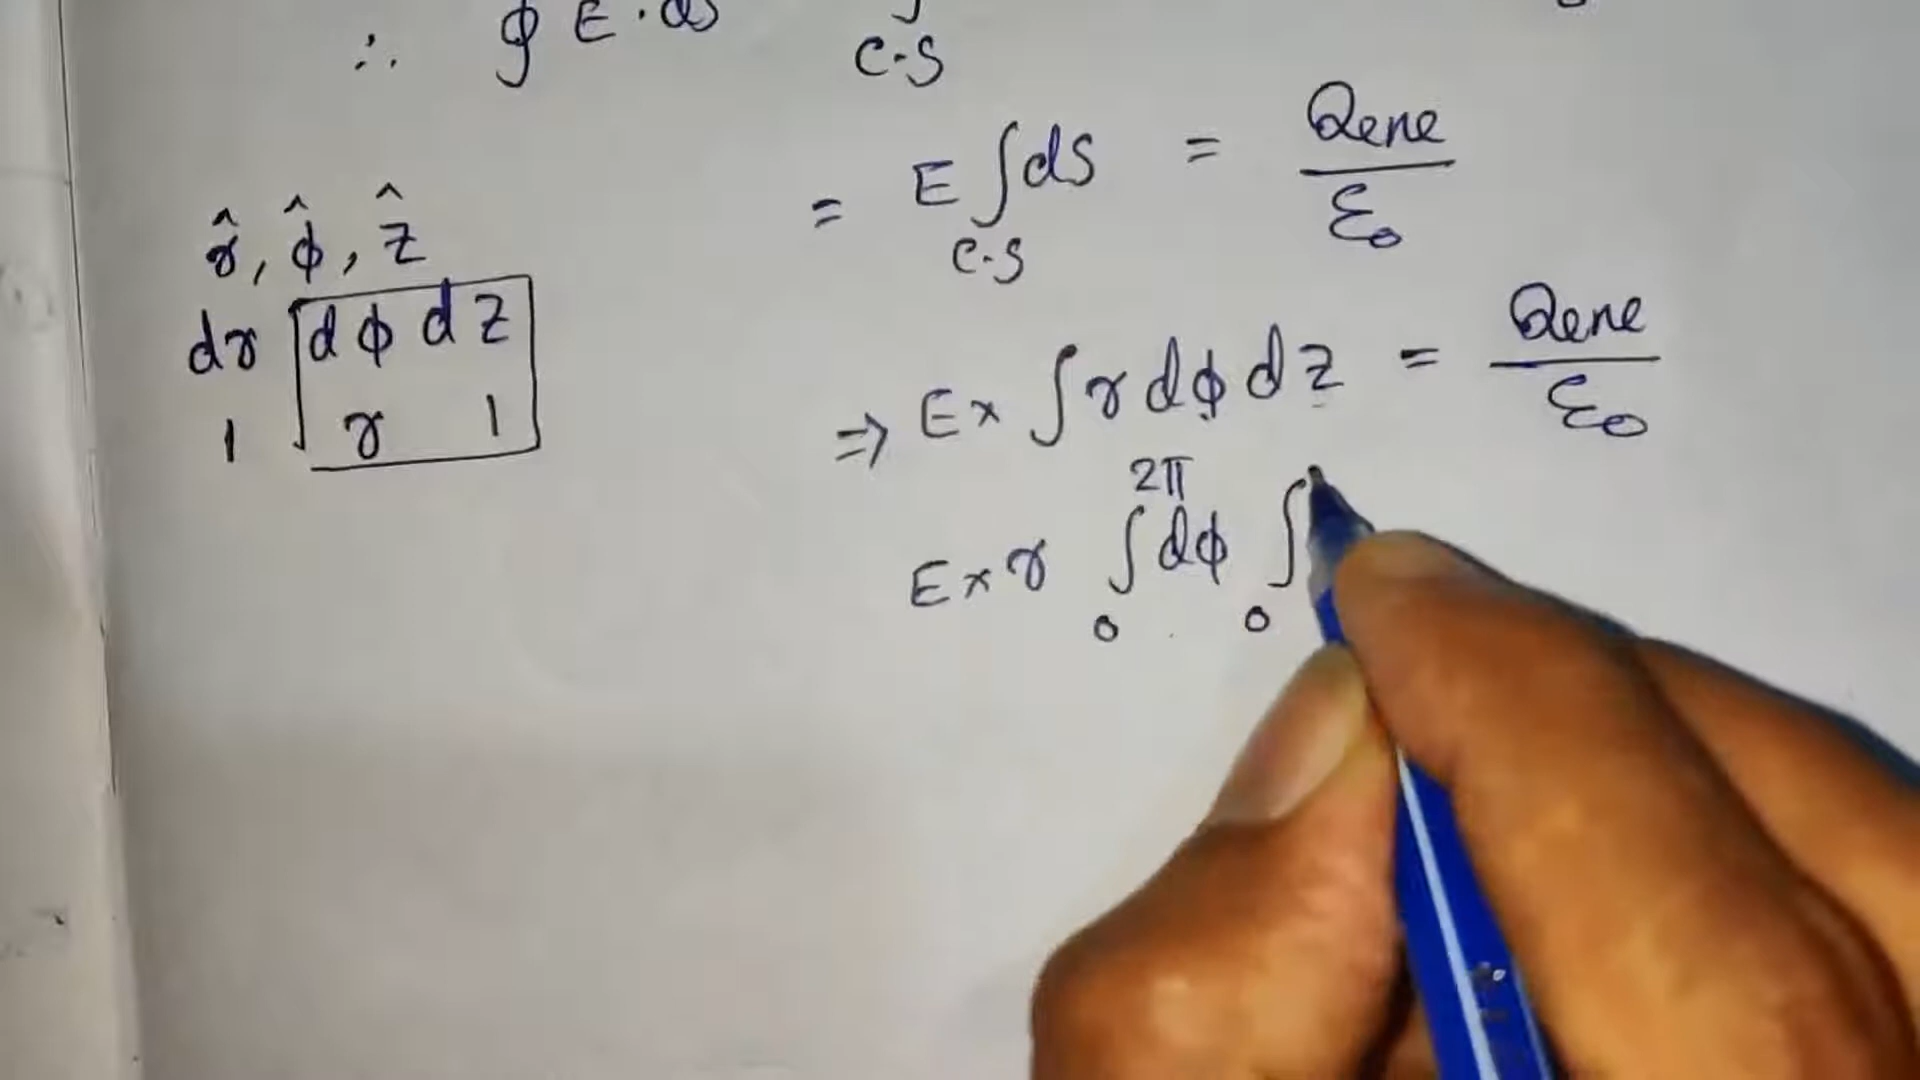 ∴ ∮ E · ds ∫
C.S
= E ∫ dS = Qenc / ε₀
C.S
r̂, φ̂, ẑ
dr dφ dz
1 r 1
⇒ E × ∫ r dφ dz = Qenc / ε₀
2π
E × r ∫ dφ ∫
0 0